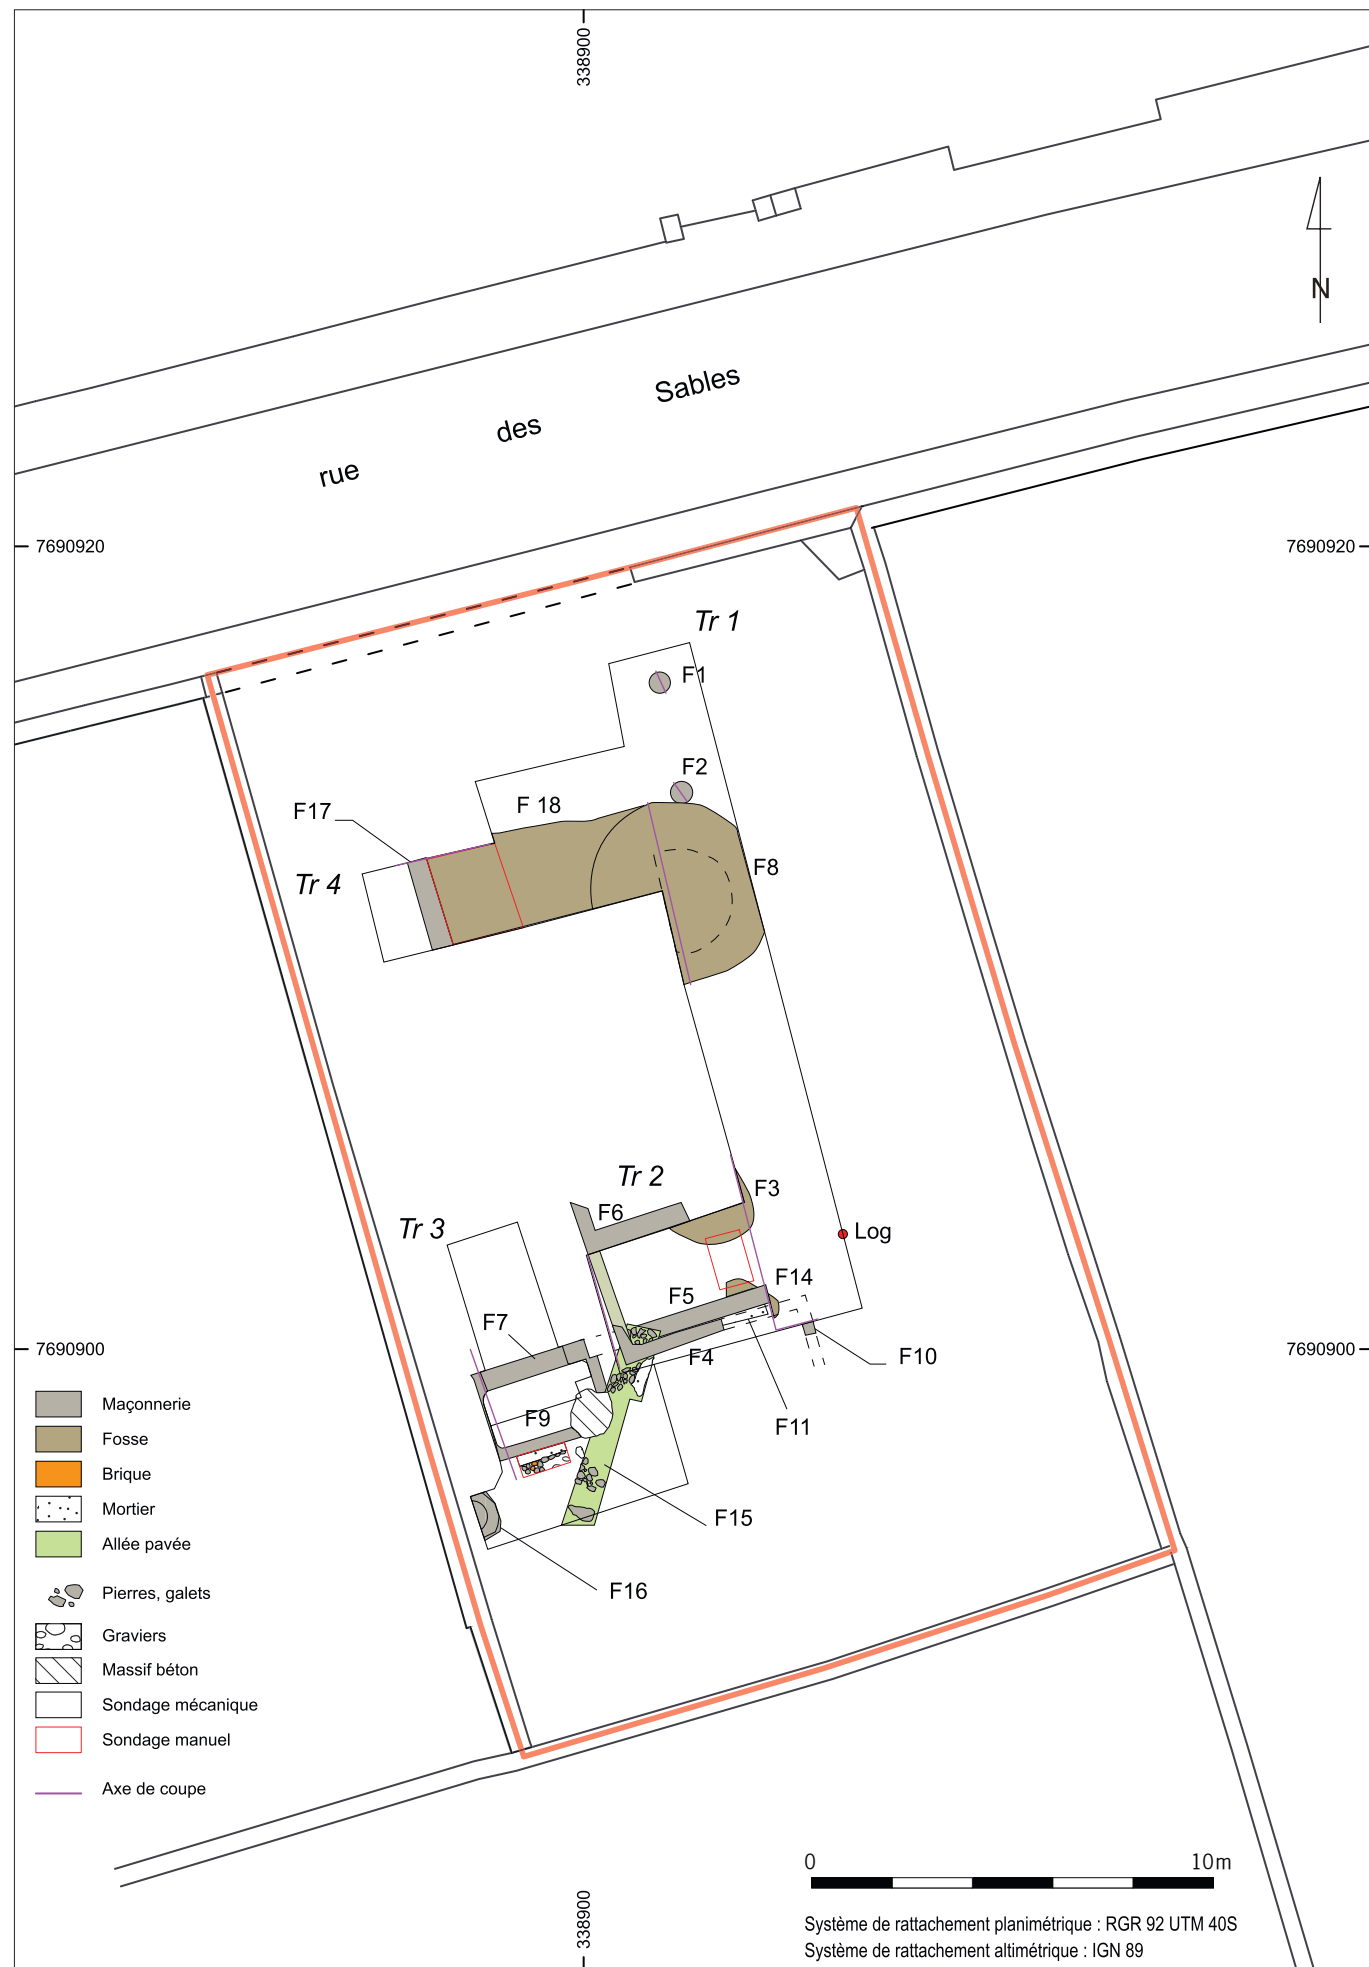 338900
rue des Sables
7690920
7690920
Tr 1
F1
F2
F 18
F17
F8
Tr 4
Tr 2
F3
F6
Tr 3
Log
F14
F5
F7
7690900
7690900
F4
F10
F9
F11
F15
F16
Maçonnerie
Fosse
Brique
Mortier
Allée pavée
Pierres, galets
Graviers
Massif béton
Sondage mécanique
Sondage manuel
Axe de coupe
N
0 10m
338900
Système de rattachement planimétrique : RGR 92 UTM 40S
Système de rattachement altimétrique : IGN 89